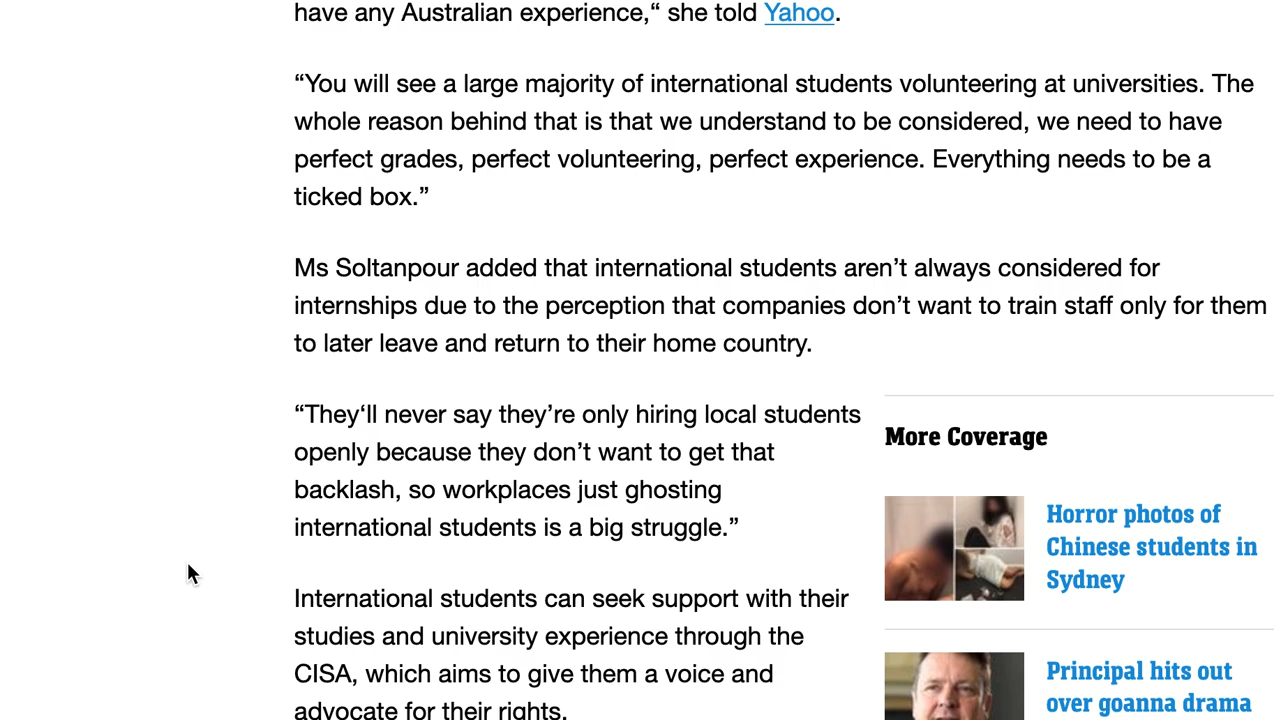 have any Australian experience,“ she told Yahoo.
“You will see a large majority of international students volunteering at universities. The
whole reason behind that is that we understand to be considered, we need to have
perfect grades, perfect volunteering, perfect experience. Everything needs to be a
ticked box.”
Ms Soltanpour added that international students aren’t always considered for
internships due to the perception that companies don’t want to train staff only for them
to later leave and return to their home country.
“They‘ll never say they’re only hiring local students
openly because they don’t want to get that
backlash, so workplaces just ghosting
international students is a big struggle.”
International students can seek support with their
studies and university experience through the
CISA, which aims to give them a voice and
advocate for their rights.
More Coverage
Horror photos of
Chinese students in
Sydney
Principal hits out
over goanna drama